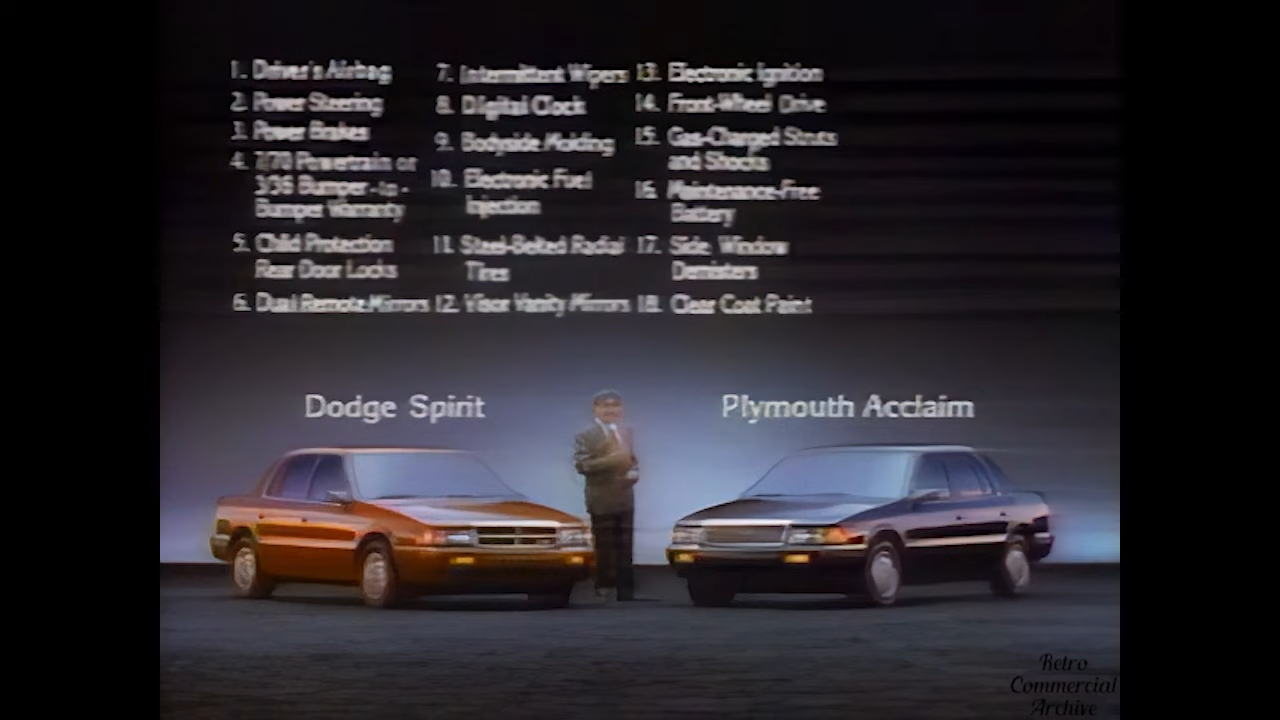 1. Driver's Airbag
2. Power Steering
3. Power Brakes
4. 7/70 Powertrain or
3/36 Bumper-to-
Bumper Warranty
5. Child Protection
Rear Door Locks
6. Dual Remote Mirrors
7. Intermittent Wipers
8. Digital Clock
9. Bodyside Molding
10. Electronic Fuel
Injection
11. Steel-Belted Radial
Tires
12. Visor Vanity Mirrors
13. Electronic Ignition
14. Front-Wheel Drive
15. Gas-Charged Struts
and Shocks
16. Maintenance-Free
Battery
17. Side Window
Demisters
18. Clear Coat Paint
Dodge Spirit
Plymouth Acclaim
Retro
Commercial
Archive